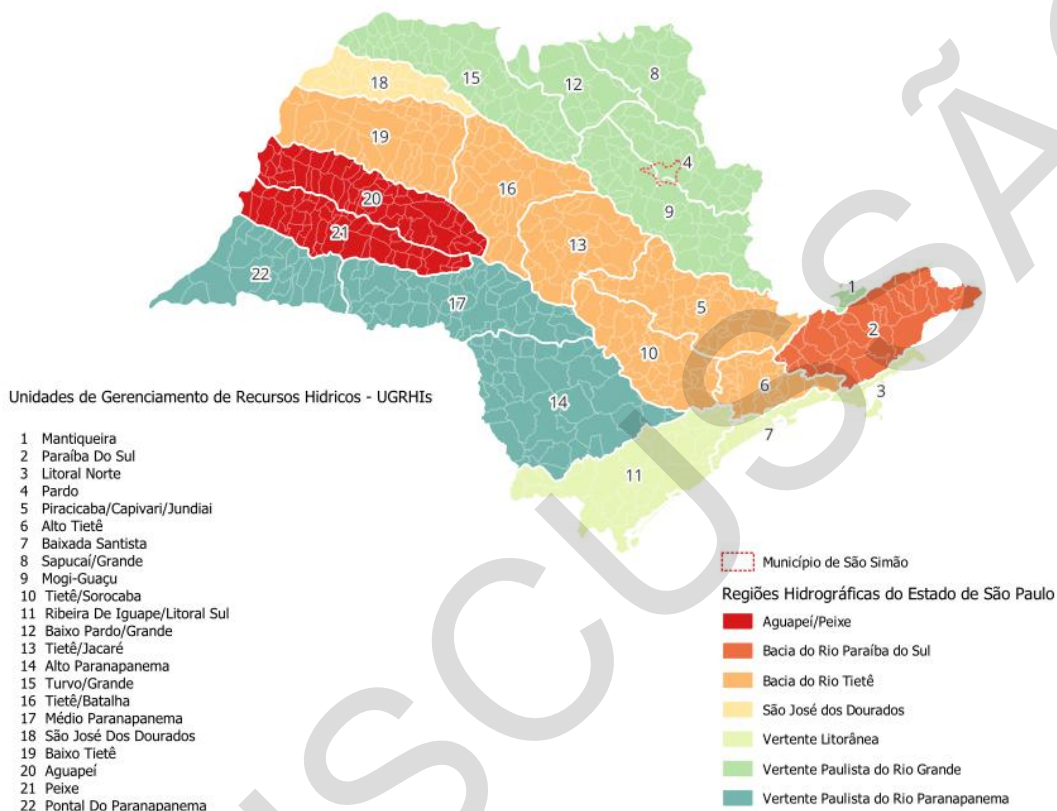 15
12
8
18
19
4
16
20
9
21
13
22
1
17
5
2
10
6
3
14
7
11
Unidades de Gerenciamento de Recursos Hidricos - UGRHIs
1 Mantiqueira
2 Paraíba Do Sul
3 Litoral Norte
4 Pardo
5 Piracicaba/Capivari/Jundiai
6 Alto Tietê
7 Baixada Santista
8 Sapucaí/Grande
9 Mogi-Guaçu
10 Tietê/Sorocaba
11 Ribeira De Iguape/Litoral Sul
12 Baixo Pardo/Grande
13 Tietê/Jacaré
14 Alto Paranapanema
15 Turvo/Grande
16 Tietê/Batalha
17 Médio Paranapanema
18 São José Dos Dourados
19 Baixo Tietê
20 Aguapeí
21 Peixe
22 Pontal Do Paranapanema
Município de São Simão
Regiões Hidrográficas do Estado de São Paulo
Aguapeí/Peixe
Bacia do Rio Paraíba do Sul
Bacia do Rio Tietê
São José dos Dourados
Vertente Litorânea
Vertente Paulista do Rio Grande
Vertente Paulista do Rio Paranapanema
USCUSSÃ